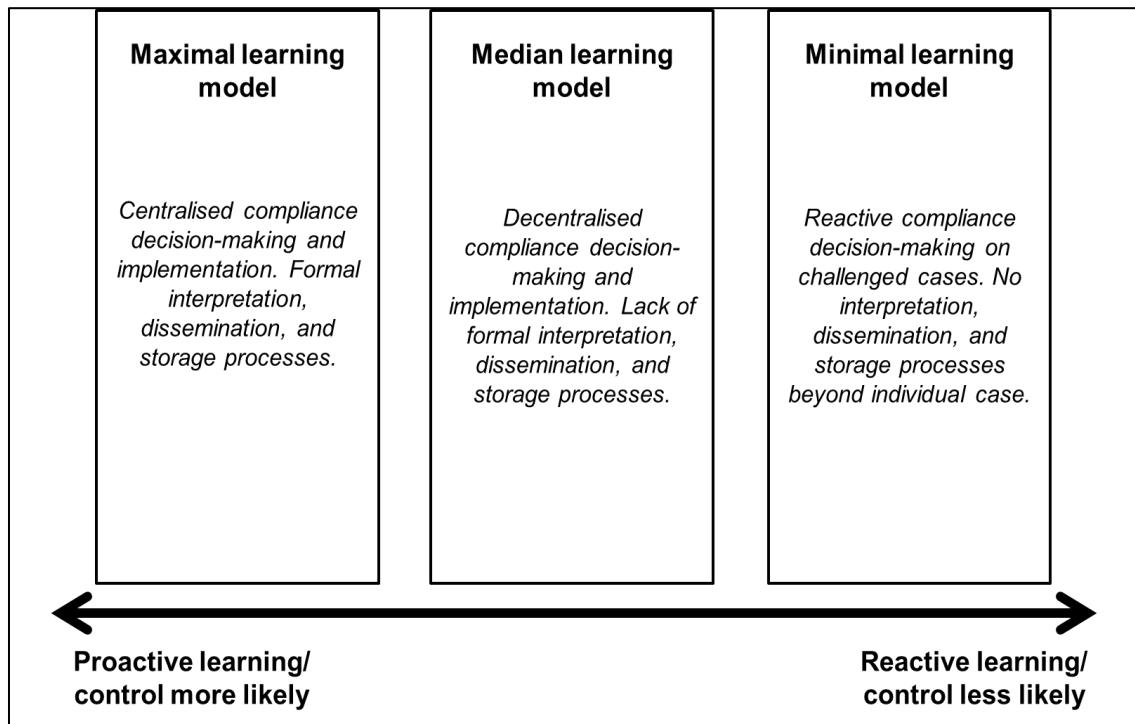 Maximal learning
model
Centralised compliance
decision-making and
implementation. Formal
interpretation,
dissemination, and
storage processes.
Median learning
model
Decentralised
compliance decision-
making and
implementation. Lack of
formal interpretation,
dissemination, and
storage processes.
Minimal learning
model
Reactive compliance
decision-making on
challenged cases. No
interpretation,
dissemination, and
storage processes
beyond individual case.
Proactive learning/
control more likely
Reactive learning/
control less likely